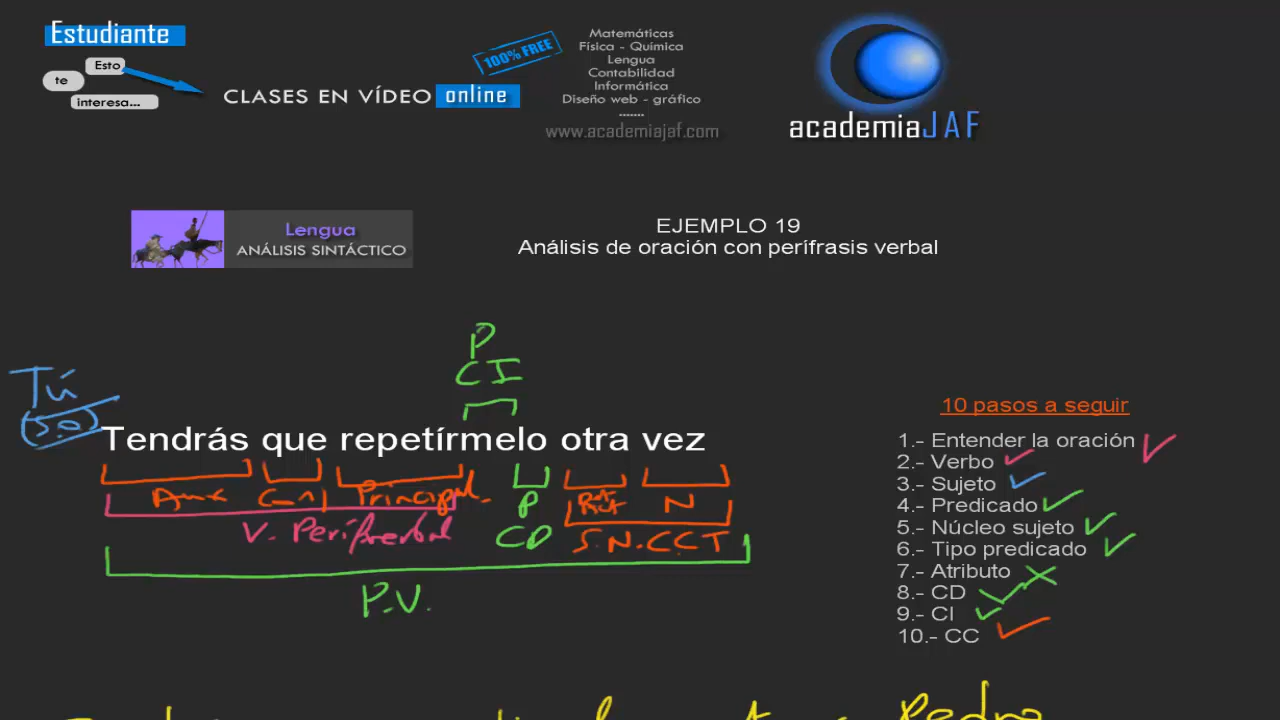 Estudiante
Esto
te
interesa...
CLASES EN VÍDEO online
100% FREE
Matemáticas
Física - Química
Lengua
Contabilidad
Informática
Diseño web - gráfico
.......
www.academiajaf.com
academiaJAF
Lengua
ANÁLISIS SINTÁCTICO
EJEMPLO 19
Análisis de oración con perífrasis verbal
P
CI
Tú
(S.O)
Tendrás que repetírmelo otra vez
Aux Principal. P N
V. Perifr. verbal CD S.N.C.C.T
P.V.
10 pasos a seguir
1.- Entender la oración
2.- Verbo
3.- Sujeto
4.- Predicado
5.- Núcleo sujeto
6.- Tipo predicado
7.- Atributo
8.- CD
9.- CI
10.- CC
Pedro